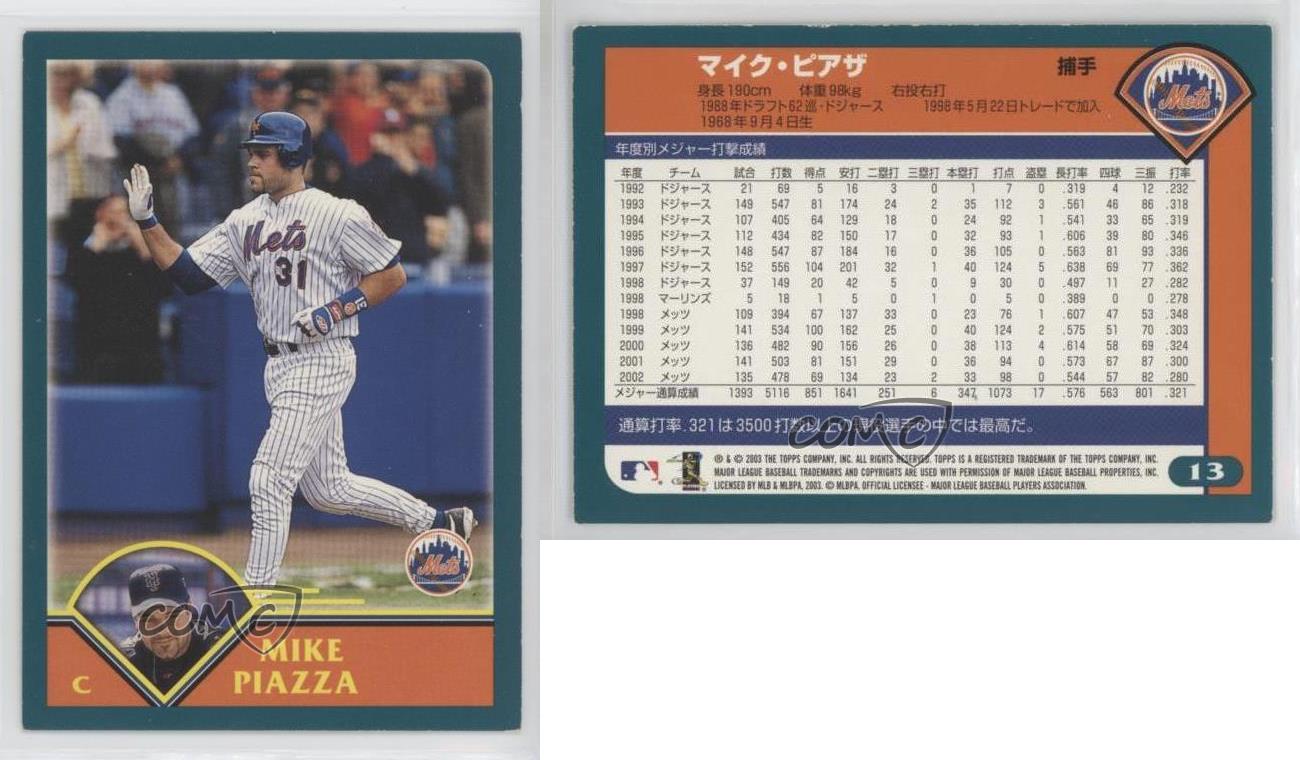 Mets
31
31
Mets
COMC
MIKE
PIAZZA
C
マイク・ピアザ 捕手
身長190cm 体重98kg 右投右打
1988年ドラフト62巡・ドジャース 1998年5月22日トレードで加入
1968年9月4日生
Mets
年度別メジャー打撃成績
年度 チーム 試合 打数 得点 安打 二塁打 三塁打 本塁打 打点 盗塁 長打率 四球 三振 打率
1992 ドジャース 21 69 5 16 3 0 1 7 0 .319 4 12 .232
1993 ドジャース 149 547 81 174 24 2 35 112 3 .561 46 86 .318
1994 ドジャース 107 405 64 129 18 0 24 92 1 .541 33 65 .319
1995 ドジャース 112 434 82 150 17 0 32 93 1 .606 39 80 .346
1996 ドジャース 148 547 87 184 16 0 36 105 0 .563 81 93 .336
1997 ドジャース 152 556 104 201 32 1 40 124 5 .638 69 77 .362
1998 ドジャース 37 149 20 42 5 0 9 30 0 .497 11 27 .282
1998 マーリンズ 5 18 1 5 0 1 0 5 0 .389 0 0 .278
1998 メッツ 109 394 67 137 33 0 23 76 1 .607 47 53 .348
1999 メッツ 141 534 100 162 25 0 40 124 2 .575 51 70 .303
2000 メッツ 136 482 90 156 26 0 38 113 4 .614 58 69 .324
2001 メッツ 141 503 81 151 29 0 36 94 0 .573 67 87 .300
2002 メッツ 135 478 69 134 23 2 33 98 0 .544 57 82 .280
メジャー通算成績 1393 5116 851 1641 251 6 347 1073 17 .576 563 801 .321
通算打率.321は3500打数以上の現役選手の中では最高だ。
COMC
® & © 2003 THE TOPPS COMPANY, INC. ALL RIGHTS RESERVED. TOPPS IS A REGISTERED TRADEMARK OF THE TOPPS COMPANY, INC.
MAJOR LEAGUE BASEBALL TRADEMARKS AND COPYRIGHTS ARE USED WITH PERMISSION OF MAJOR LEAGUE BASEBALL PROPERTIES, INC.
LICENSED BY MLB & MLBPA, 2003. © MLBPA. OFFICIAL LICENSEE - MAJOR LEAGUE BASEBALL PLAYERS ASSOCIATION.
13